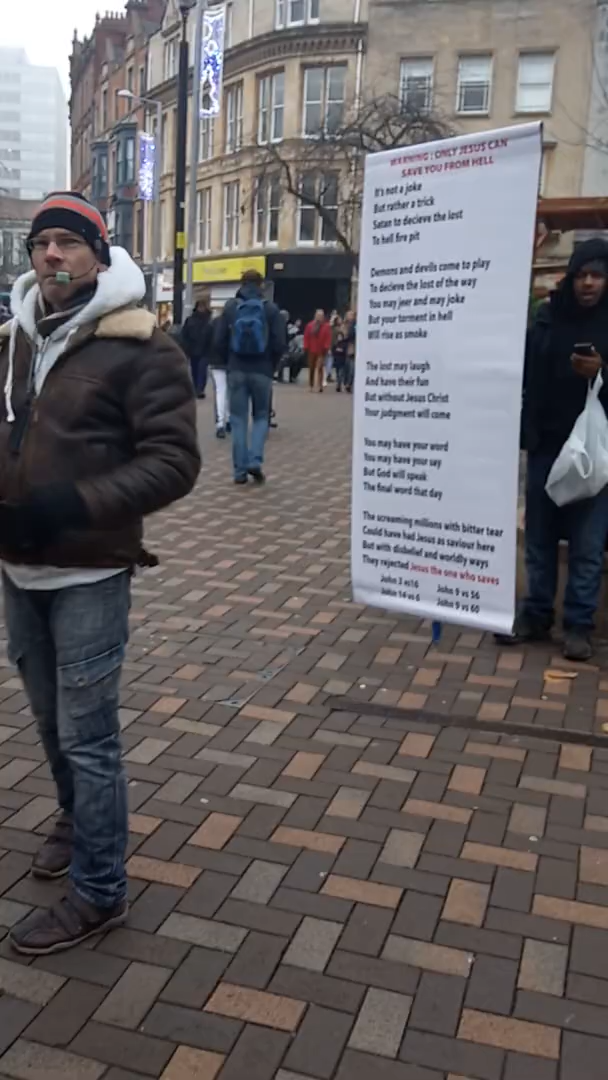 WARNING : ONLY JESUS CAN
SAVE YOU FROM HELL
It's not a joke
But rather a trick
Satan to decieve the lost
To hell fire pit
Demons and devils come to play
To decieve the lost of the way
You may jeer and may joke
But your torment in hell
Will rise as smoke
The lost may laugh
And have their fun
But without Jesus Christ
Your judgment will come
You may have your word
You may have your say
But God will speak
The final word that day
The screaming millions with bitter tear
Could have had Jesus as saviour here
But with disbelief and worldly ways
They rejected Jesus the one who saves
John 3 vs16 John 9 vs 56
John 14 vs 6 John 9 vs 60